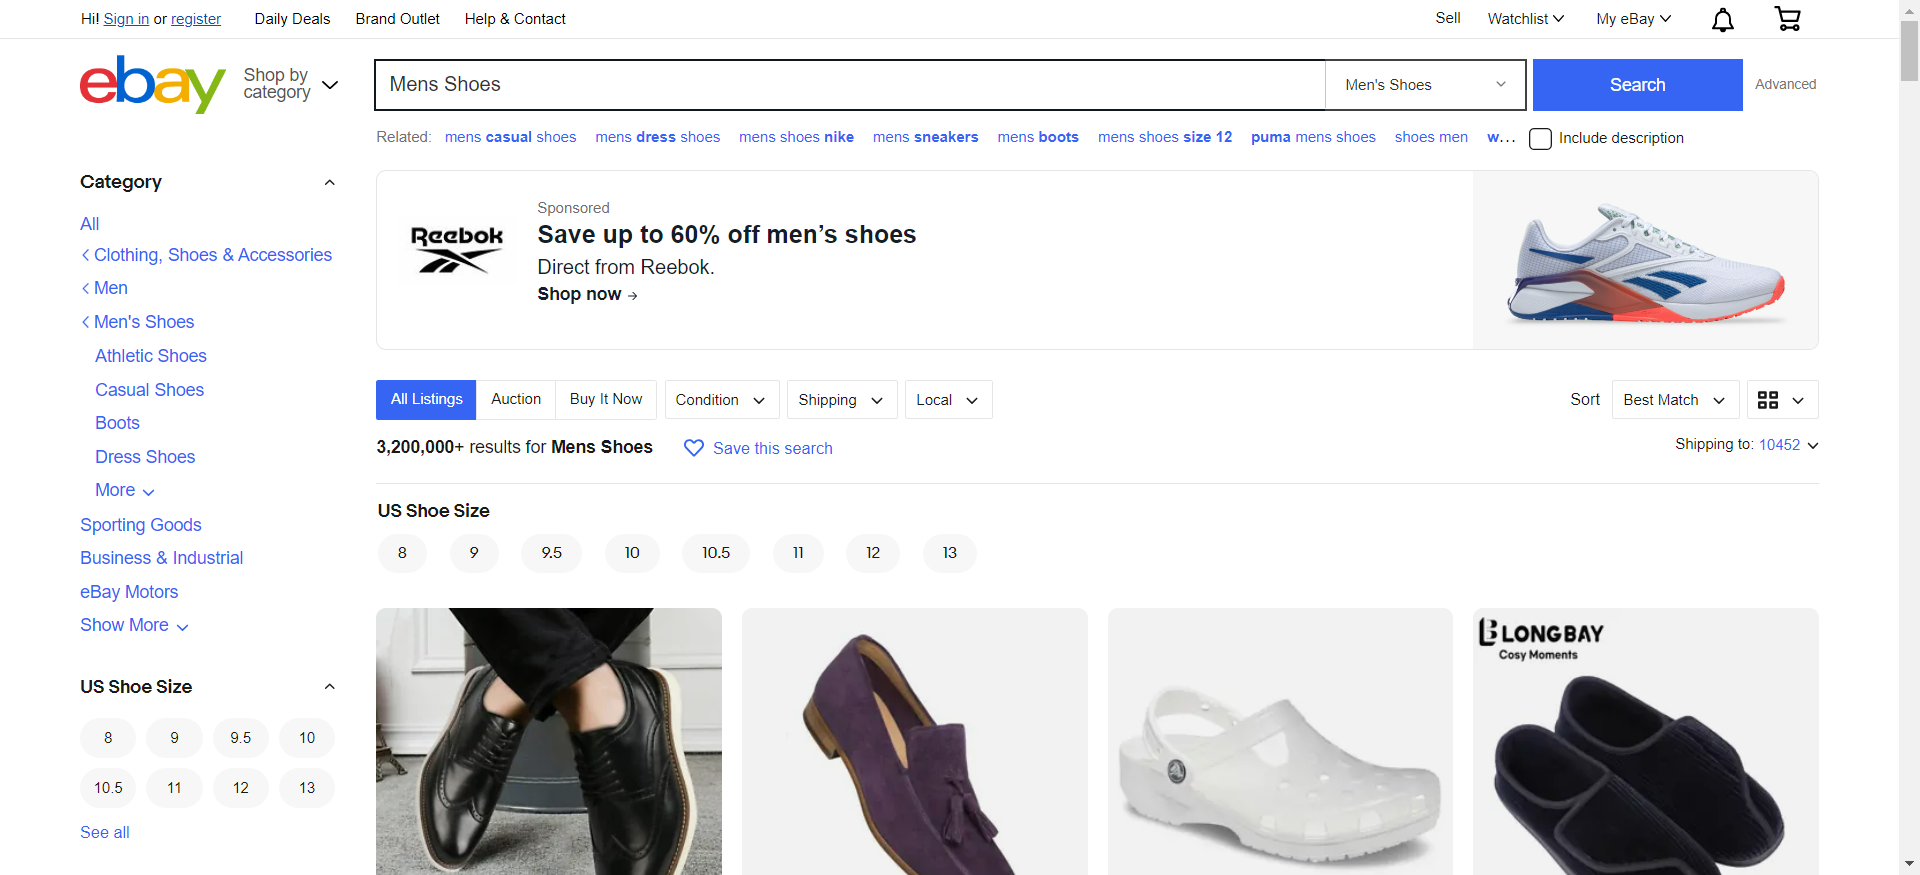 Hi! Sign in or register Daily Deals Brand Outlet Help & Contact Sell Watchlist My eBay
ebay Shop by category Mens Shoes Men's Shoes Search Advanced
Related: mens casual shoes mens dress shoes mens shoes nike mens sneakers mens boots mens shoes size 12 puma mens shoes shoes men w... Include description
Category
All
Clothing, Shoes & Accessories
Men
Men's Shoes
Athletic Shoes
Casual Shoes
Boots
Dress Shoes
More
Sporting Goods
Business & Industrial
eBay Motors
Show More
US Shoe Size
8 9 9.5 10
10.5 11 12 13
See all
Reebok
Sponsored
Save up to 60% off men’s shoes
Direct from Reebok.
Shop now →
All Listings Auction Buy It Now Condition Shipping Local Sort Best Match
3,200,000+ results for Mens Shoes Save this search Shipping to: 10452
US Shoe Size
8 9 9.5 10 10.5 11 12 13
LONGBAY
Cosy Moments